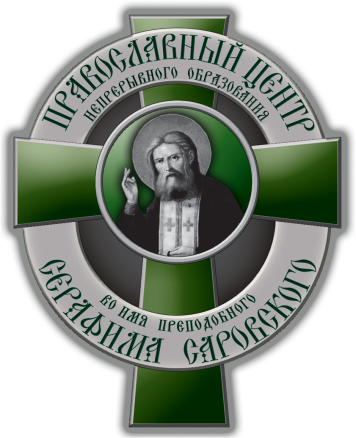 ПРАВОСЛАВНЫЙ ЦЕНТР
НЕПРЕРЫВНОГО ОБРАЗОВАНИЯ
ВО ИМЯ ПРЕПОДОБНОГО
СЕРАФИМА САРОВСКОГО